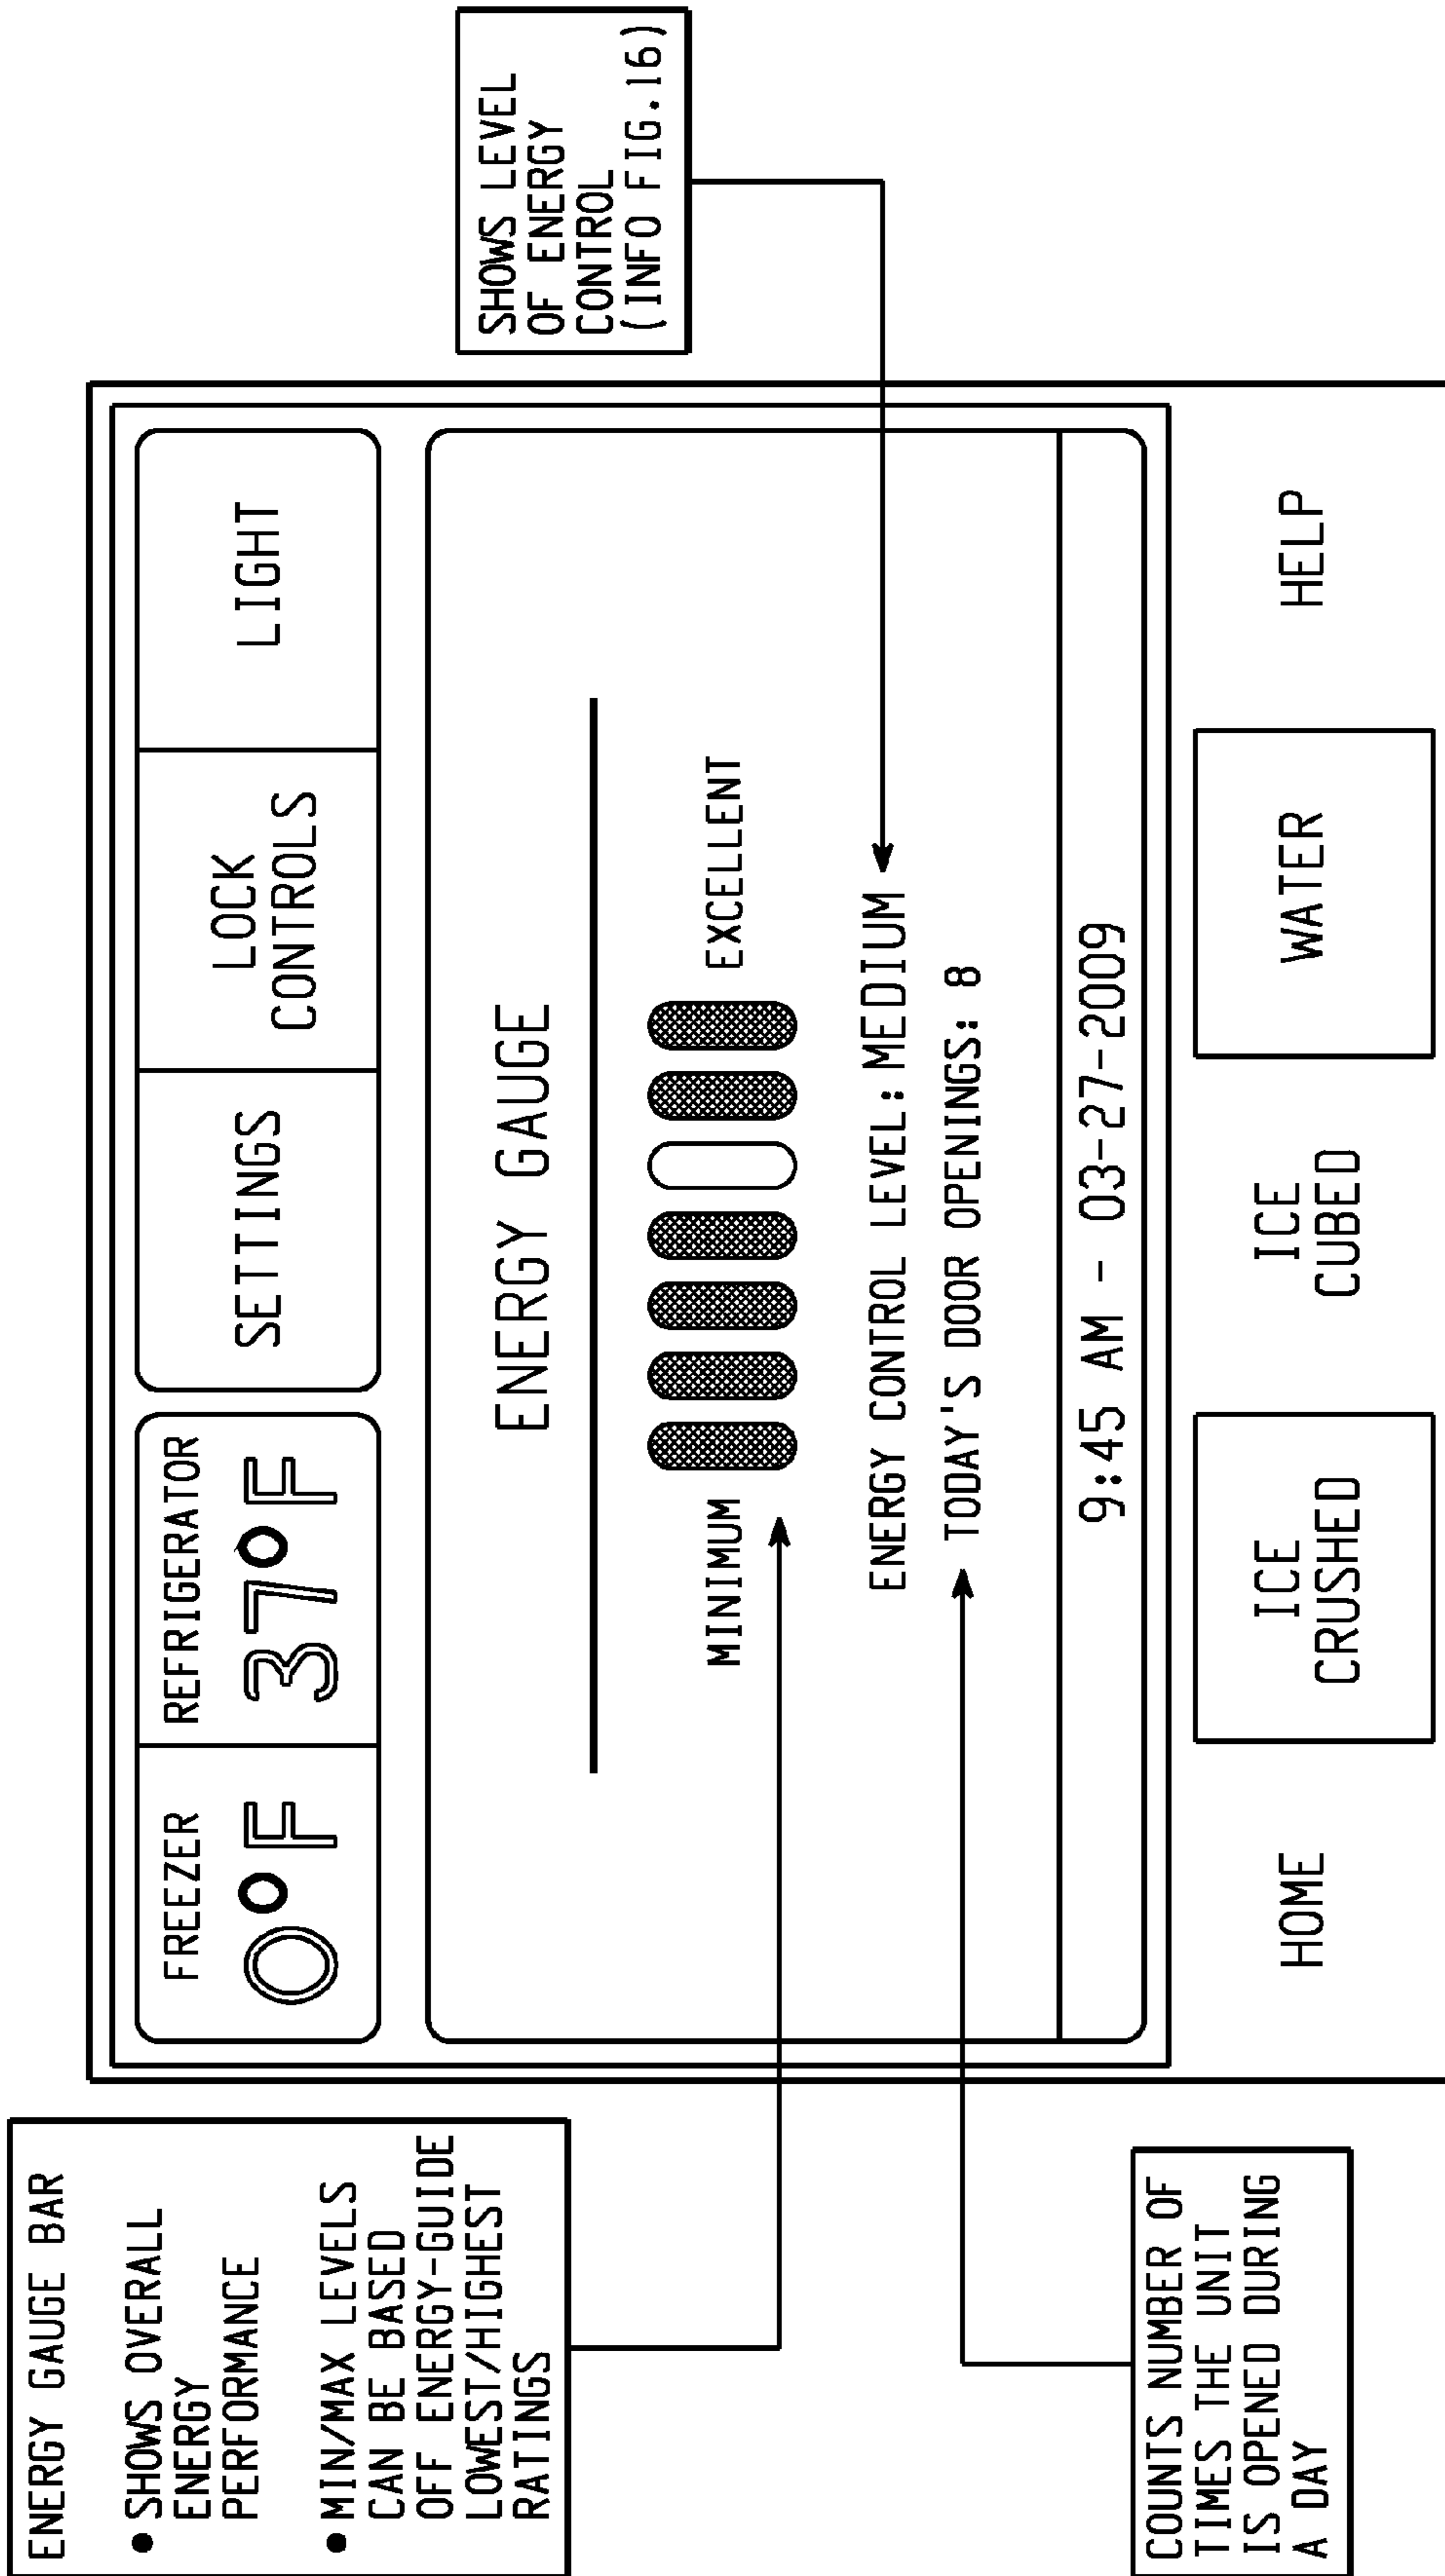 ENERGY GAUGE BAR
• SHOWS OVERALL
ENERGY
PERFORMANCE
• MIN/MAX LEVELS
CAN BE BASED
OFF ENERGY-GUIDE
LOWEST/HIGHEST
RATINGS
COUNTS NUMBER OF
TIMES THE UNIT
IS OPENED DURING
A DAY
FREEZER
0°F
REFRIGERATOR
37°F
SETTINGS
LOCK
CONTROLS
LIGHT
ENERGY GAUGE
MINIMUM
EXCELLENT
ENERGY CONTROL LEVEL: MEDIUM
TODAY'S DOOR OPENINGS: 8
9:45 AM - 03-27-2009
HOME
ICE
CRUSHED
ICE
CUBED
WATER
HELP
SHOWS LEVEL
OF ENERGY
CONTROL
(INFO FIG.16)